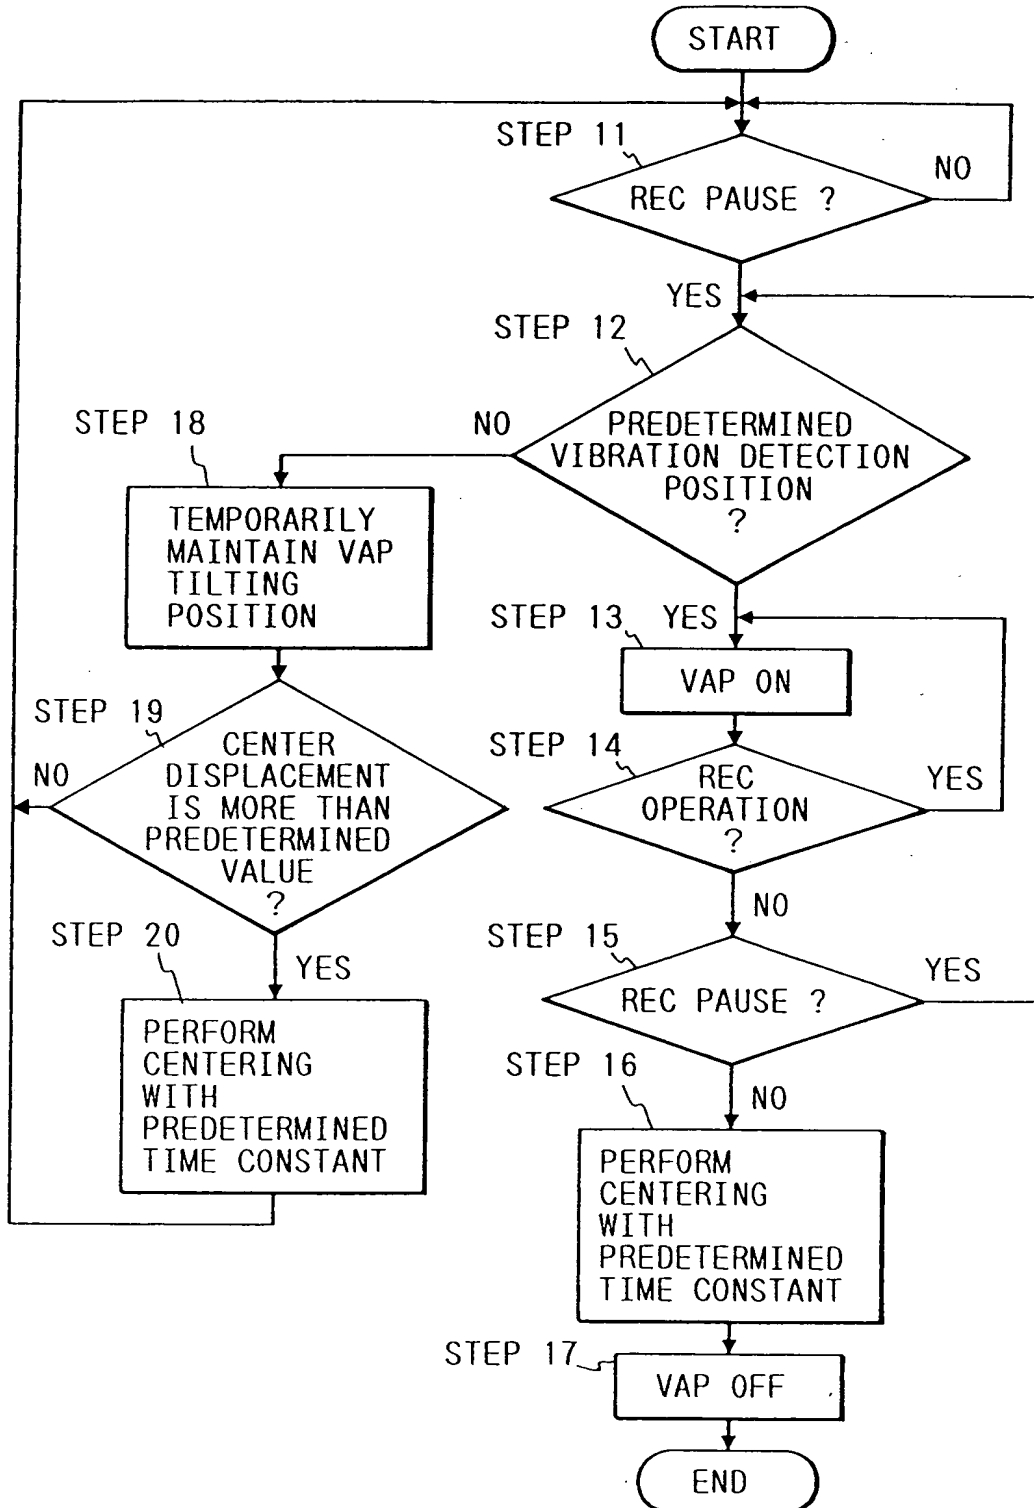 START
STEP 11
REC PAUSE ?
NO
YES
STEP 12
PREDETERMINED
VIBRATION DETECTION
POSITION
?
NO
STEP 18
TEMPORARILY
MAINTAIN VAP
TILTING
POSITION
YES
STEP 13
VAP ON
STEP 19
CENTER
DISPLACEMENT
IS MORE THAN
PREDETERMINED
VALUE
?
NO
STEP 14
REC
OPERATION
?
YES
NO
STEP 20
YES
PERFORM
CENTERING
WITH
PREDETERMINED
TIME CONSTANT
STEP 15
REC PAUSE ?
YES
NO
STEP 16
PERFORM
CENTERING
WITH
PREDETERMINED
TIME CONSTANT
STEP 17
VAP OFF
END